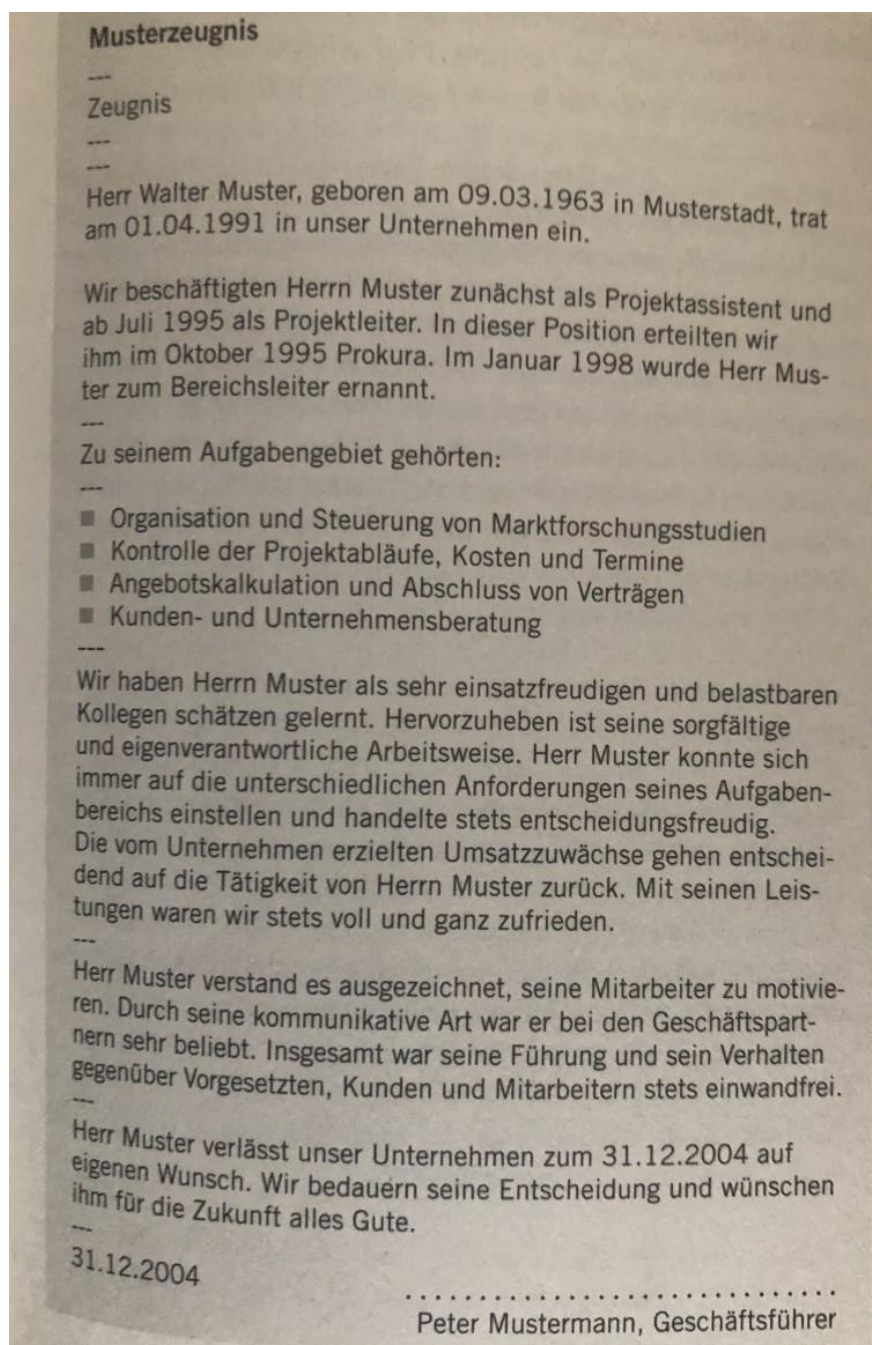 Musterzeugnis
---
Zeugnis
---
---
Herr Walter Muster, geboren am 09.03.1963 in Musterstadt, trat
am 01.04.1991 in unser Unternehmen ein.
Wir beschäftigten Herrn Muster zunächst als Projektassistent und
ab Juli 1995 als Projektleiter. In dieser Position erteilten wir
ihm im Oktober 1995 Prokura. Im Januar 1998 wurde Herr Mus-
ter zum Bereichsleiter ernannt.
---
Zu seinem Aufgabengebiet gehörten:
---
■ Organisation und Steuerung von Marktforschungsstudien
■ Kontrolle der Projektabläufe, Kosten und Termine
■ Angebotskalkulation und Abschluss von Verträgen
■ Kunden- und Unternehmensberatung
---
Wir haben Herrn Muster als sehr einsatzfreudigen und belastbaren
Kollegen schätzen gelernt. Hervorzuheben ist seine sorgfältige
und eigenverantwortliche Arbeitsweise. Herr Muster konnte sich
immer auf die unterschiedlichen Anforderungen seines Aufgaben-
bereichs einstellen und handelte stets entscheidungsfreudig.
Die vom Unternehmen erzielten Umsatzzuwächse gehen entschei-
dend auf die Tätigkeit von Herrn Muster zurück. Mit seinen Leis-
tungen waren wir stets voll und ganz zufrieden.
---
Herr Muster verstand es ausgezeichnet, seine Mitarbeiter zu motivie-
ren. Durch seine kommunikative Art war er bei den Geschäftspart-
nern sehr beliebt. Insgesamt war seine Führung und sein Verhalten
gegenüber Vorgesetzten, Kunden und Mitarbeitern stets einwandfrei.
---
Herr Muster verlässt unser Unternehmen zum 31.12.2004 auf
eigenen Wunsch. Wir bedauern seine Entscheidung und wünschen
ihm für die Zukunft alles Gute.
---
31.12.2004
..............................
Peter Mustermann, Geschäftsführer